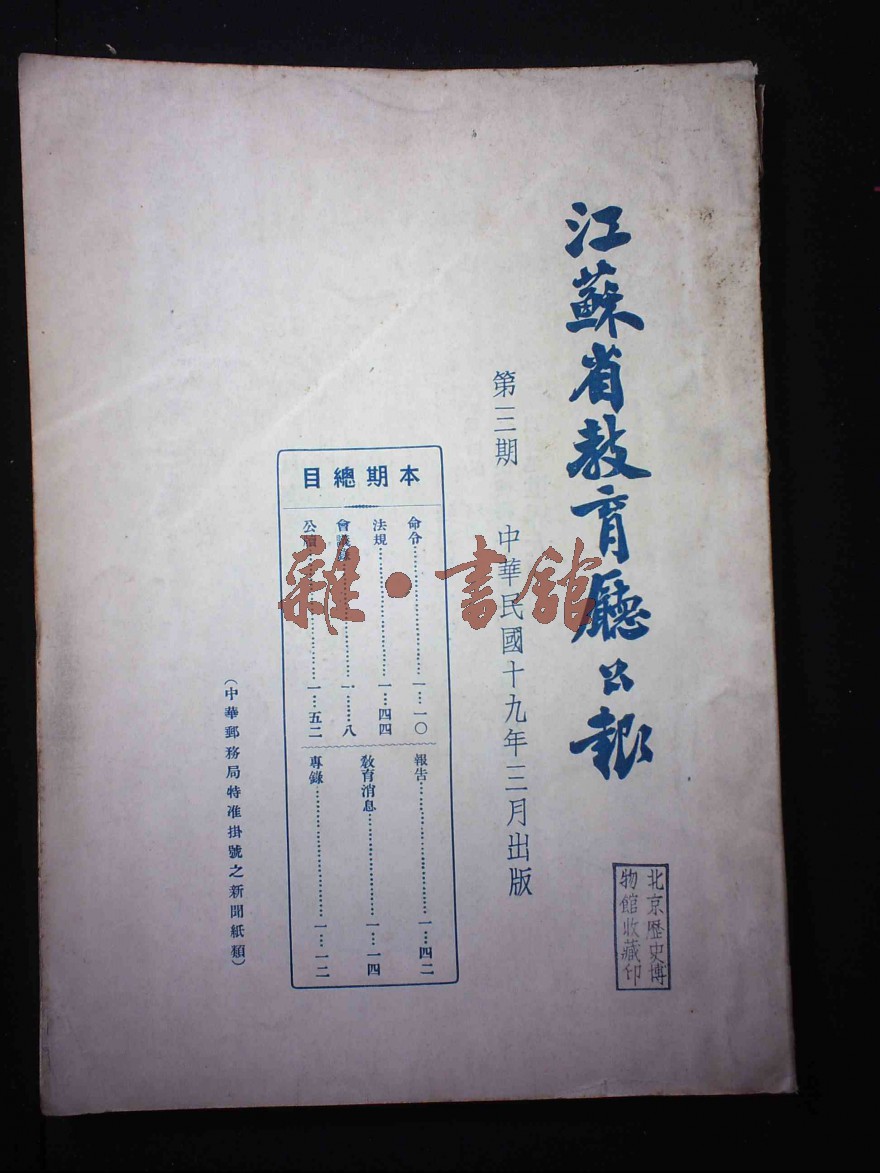 江蘇省教育廳公報
第三期　中華民國十九年三月出版
本期總目
命令……一…一〇
法規……一…四四
會議錄……一……八
公牘……一…五二
報告……一…四二
教育消息……一…一四
專錄……一…一二
(中華郵務局特准掛號之新聞紙類)
北京歷史博
物館收藏印
雜·書館